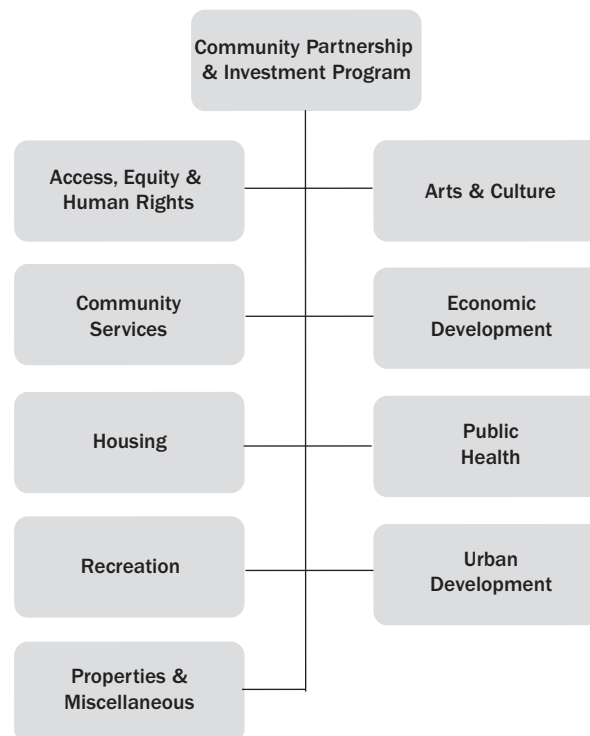 Community Partnership
& Investment Program
Access, Equity &
Human Rights
Arts & Culture
Community
Services
Economic
Development
Housing
Public
Health
Recreation
Urban
Development
Properties &
Miscellaneous